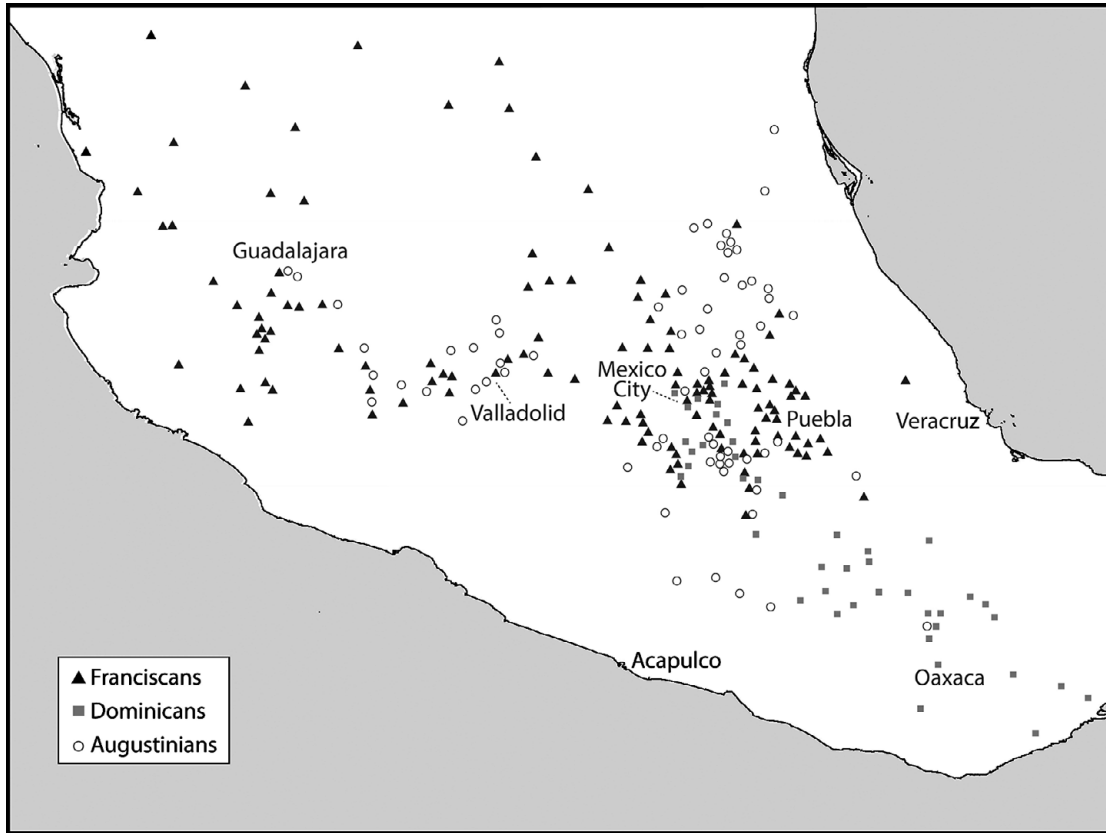 Guadalajara
Mexico
City
Valladolid
Puebla
Veracruz
Acapulco
Oaxaca
Franciscans
Dominicans
Augustinians